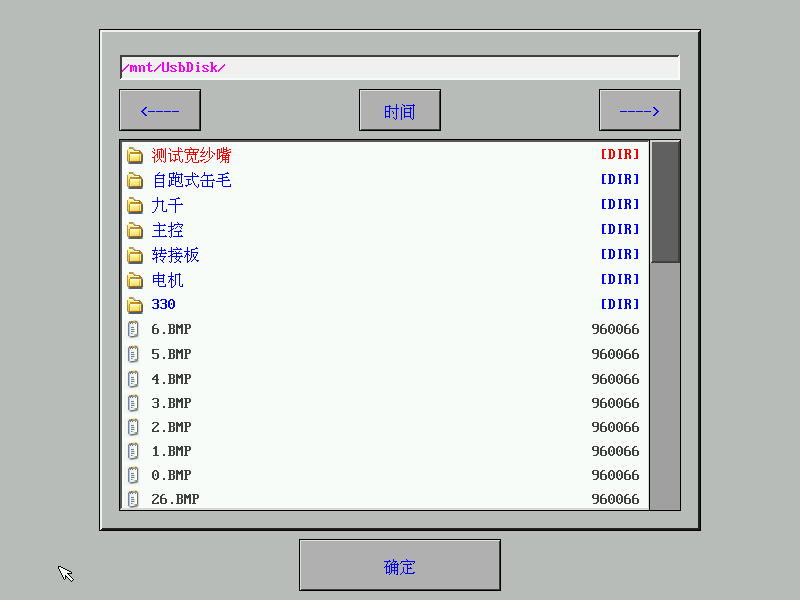 /mnt/UsbDisk/
<---- 时间 ---->
测试宽纱嘴 [DIR]
自跑式缶毛 [DIR]
九千 [DIR]
主控 [DIR]
转接板 [DIR]
电机 [DIR]
330 [DIR]
6.BMP 960066
5.BMP 960066
4.BMP 960066
3.BMP 960066
2.BMP 960066
1.BMP 960066
0.BMP 960066
26.BMP 960066
确定